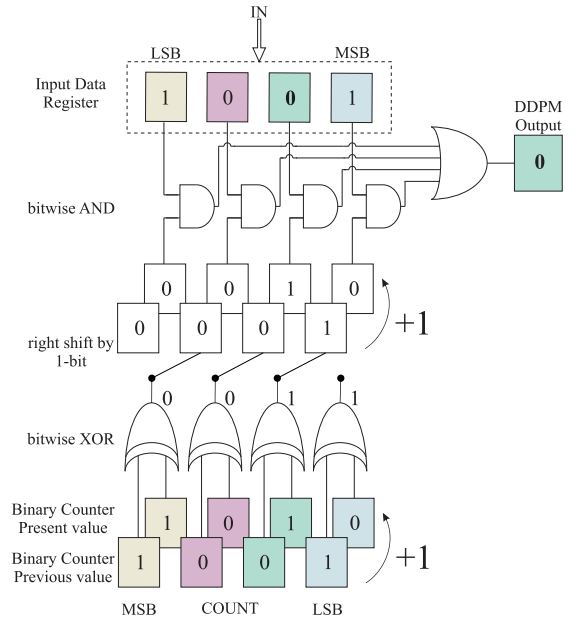 IN
LSB MSB
Input Data
Register
1 0 0 1
DDPM
Output
0
bitwise AND
0 0 1 0
0 0 0 1
+1
right shift by
1-bit
0 0 1 1
bitwise XOR
Binary Counter
Present value
1 0 1 0
Binary Counter
Previous value
1 0 0 1
+1
MSB COUNT LSB